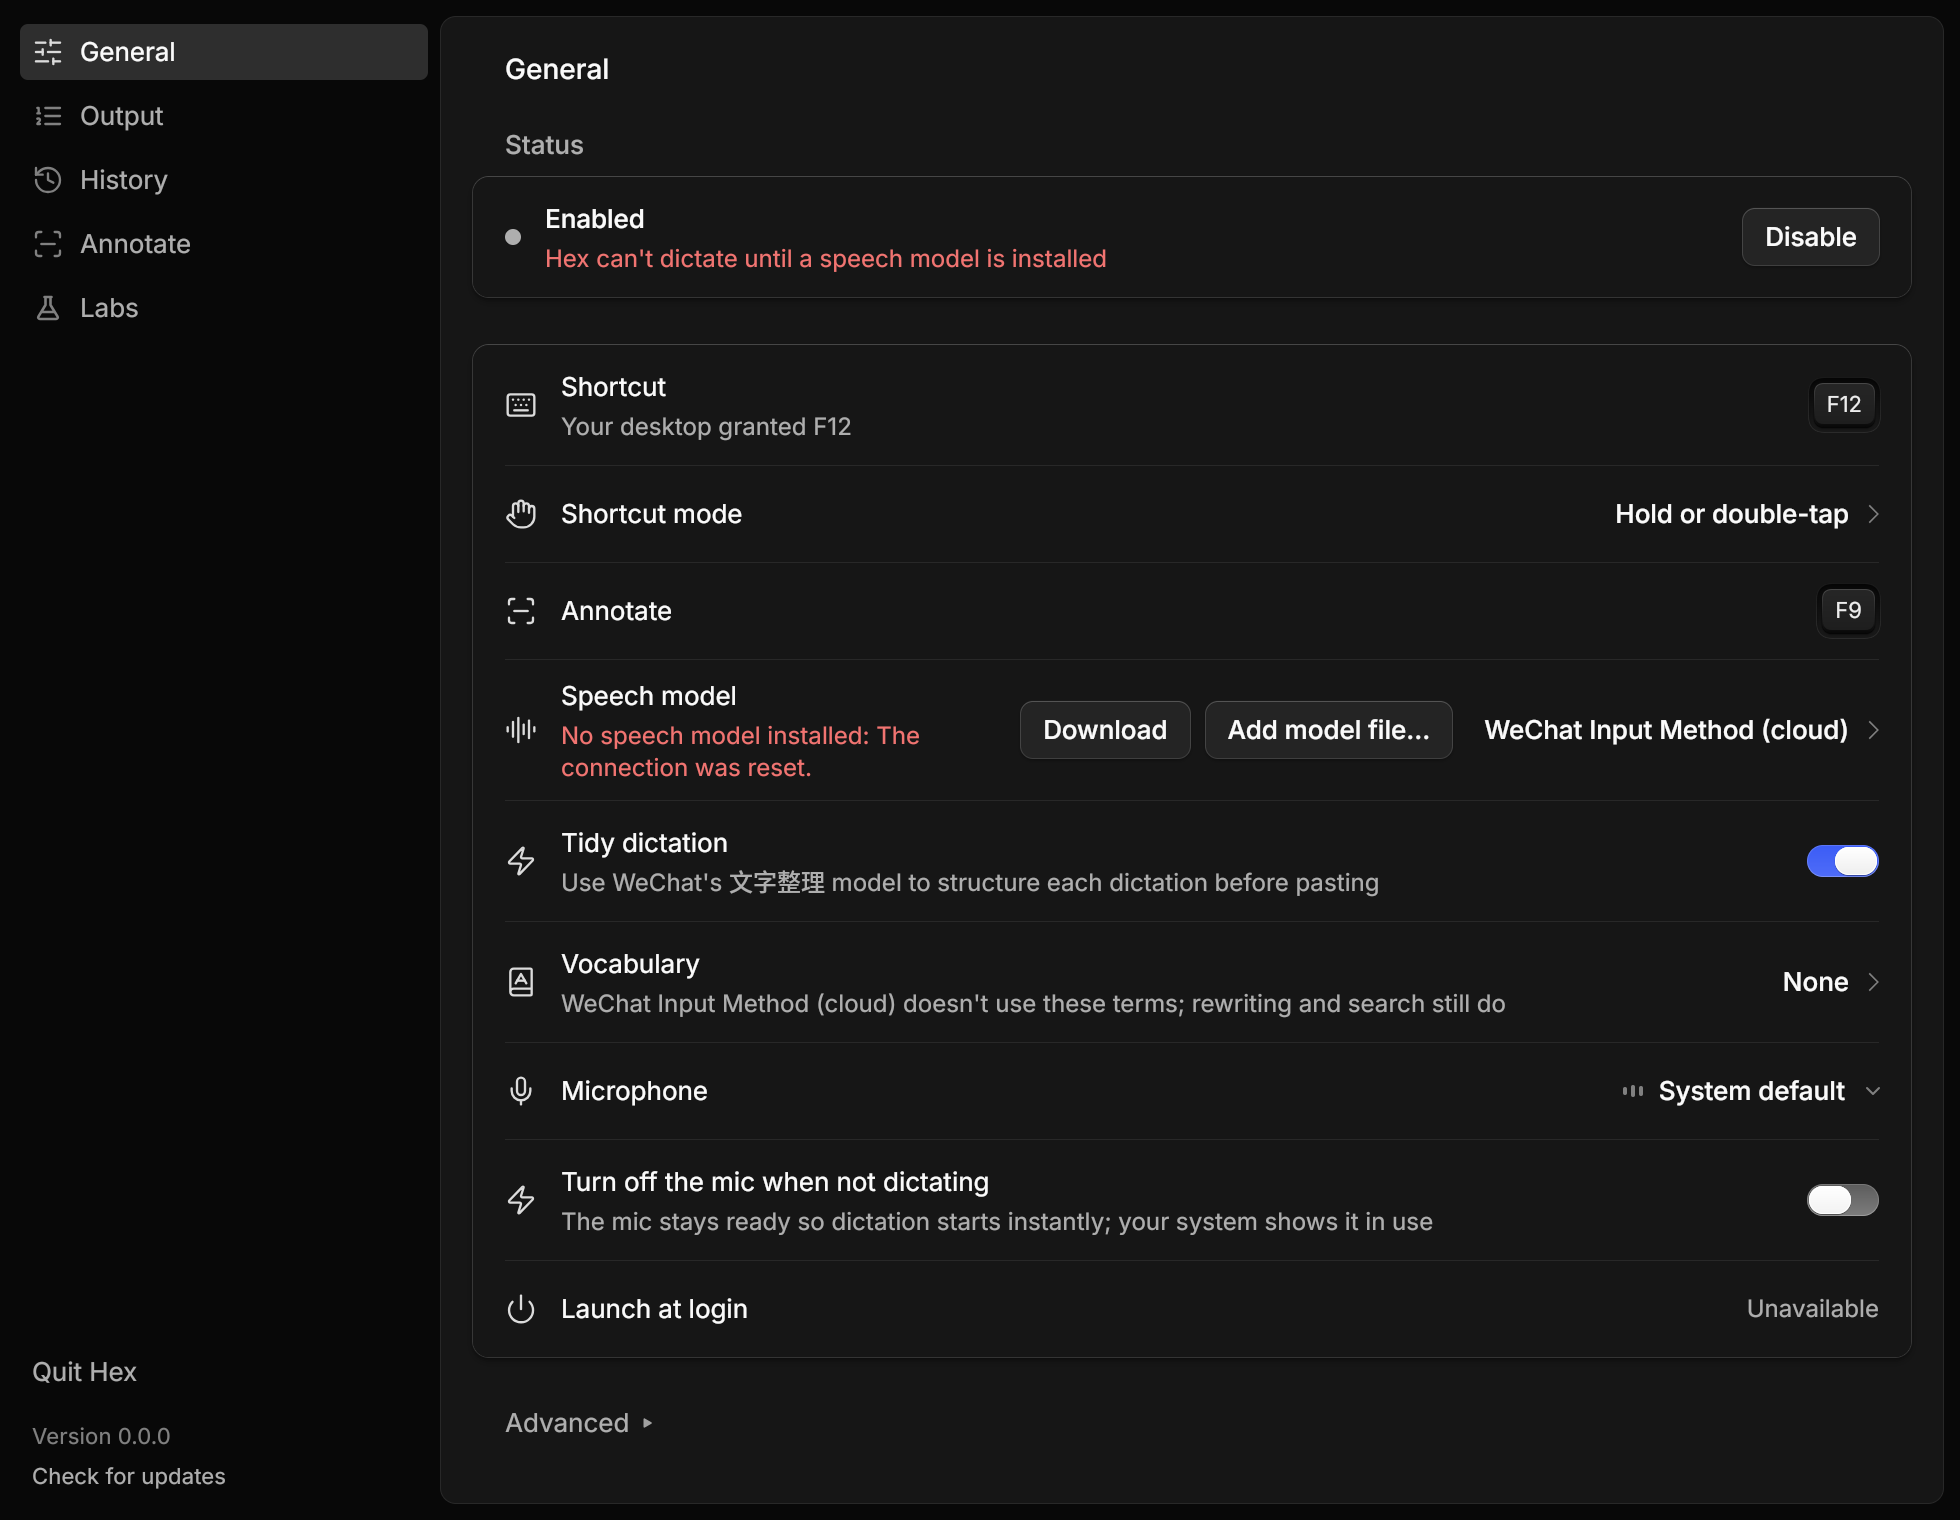 General
Output
History
Annotate
Labs
Quit Hex
Version 0.0.0
Check for updates
General
Status
Enabled
Hex can't dictate until a speech model is installed
Disable
Shortcut
Your desktop granted F12
F12
Shortcut mode
Hold or double-tap
Annotate
F9
Speech model
No speech model installed: The
connection was reset.
Download
Add model file...
WeChat Input Method (cloud)
Tidy dictation
Use WeChat's 文字整理 model to structure each dictation before pasting
Vocabulary
WeChat Input Method (cloud) doesn't use these terms; rewriting and search still do
None
Microphone
System default
Turn off the mic when not dictating
The mic stays ready so dictation starts instantly; your system shows it in use
Launch at login
Unavailable
Advanced